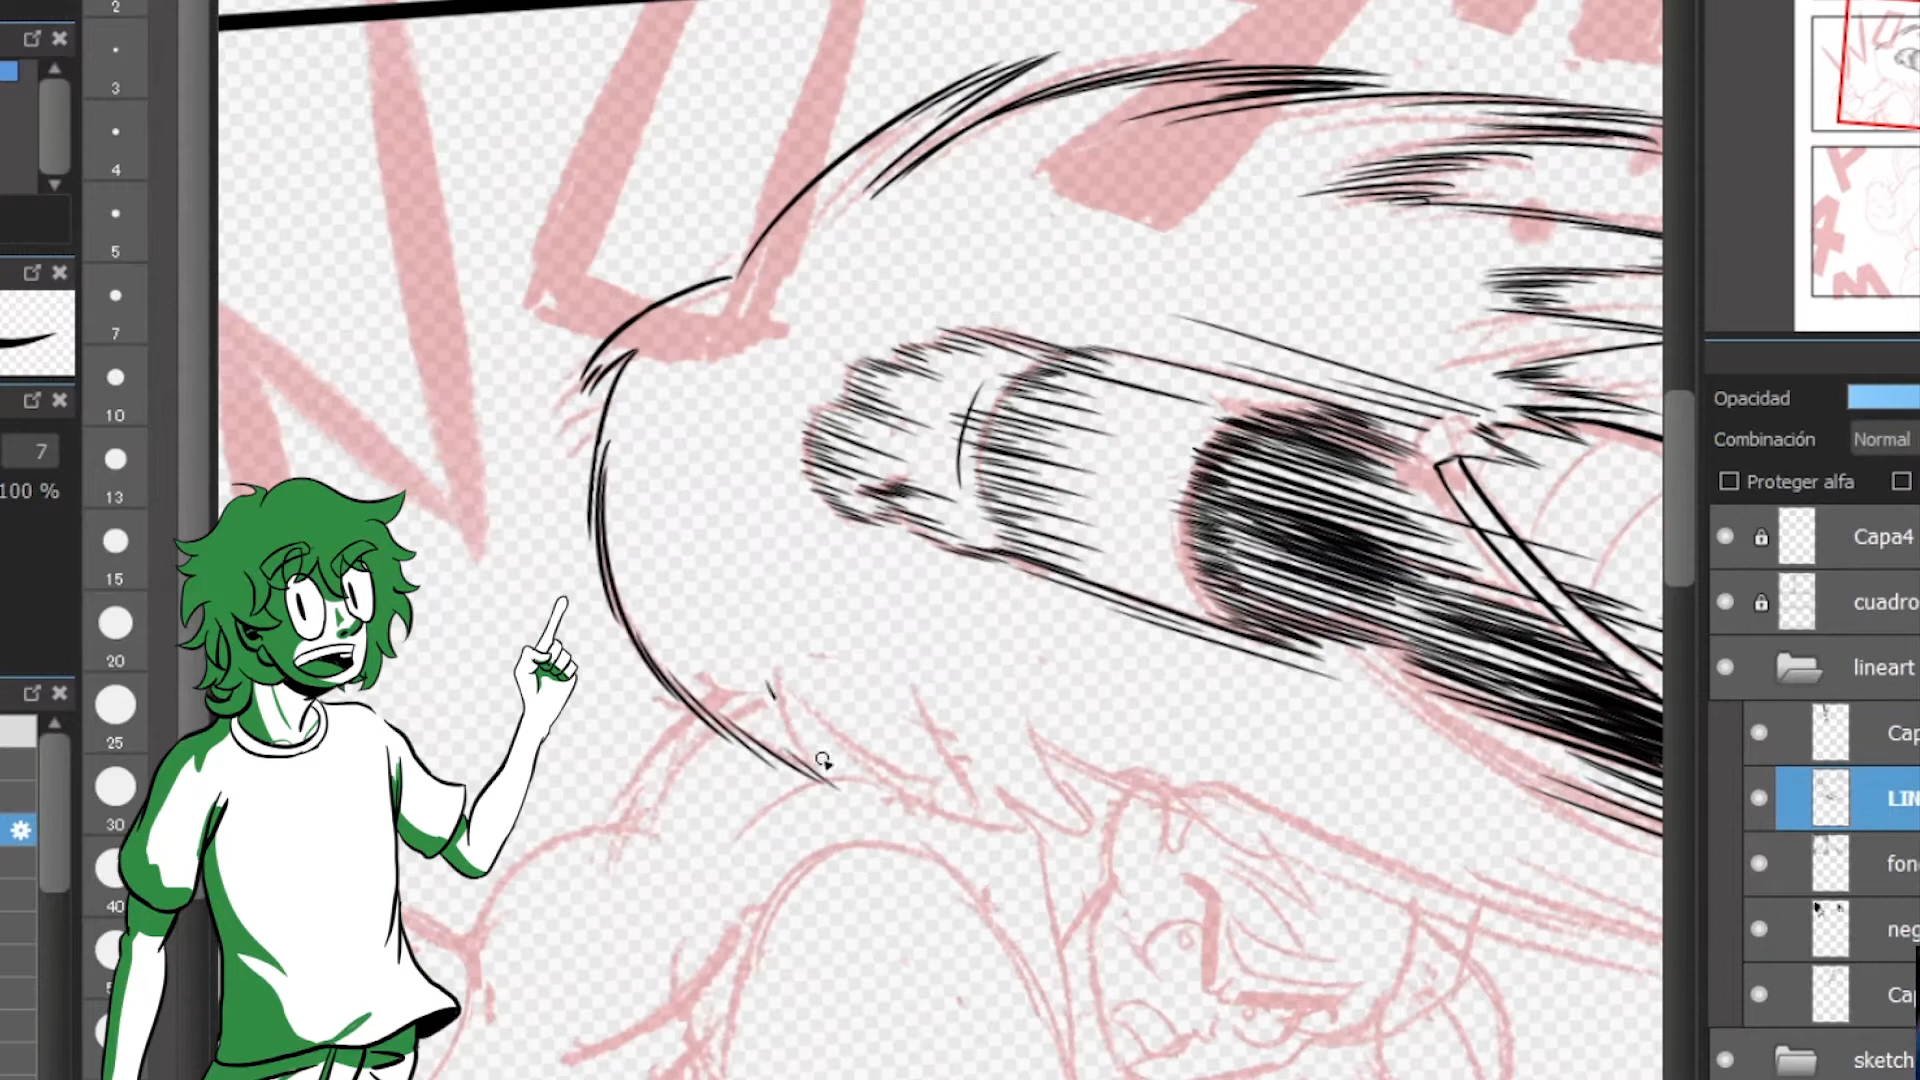 2
3
4
5
7
10
13
15
20
25
30
40
7
100 %
Opacidad
Combinación
Normal
Proteger alfa
Capa4
cuadro
lineart
Cap
LIN
fon
neg
Ca
sketch